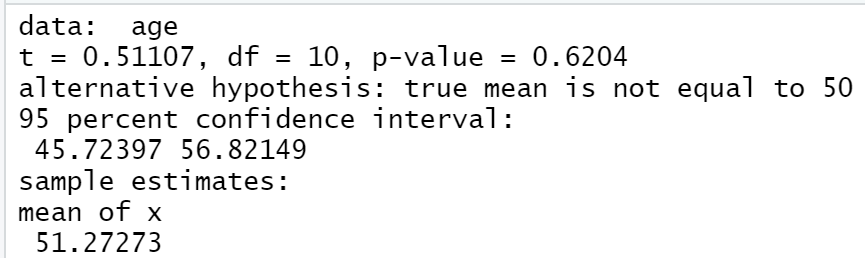 data:  age
t = 0.51107, df = 10, p-value = 0.6204
alternative hypothesis: true mean is not equal to 50
95 percent confidence interval:
 45.72397 56.82149
sample estimates:
mean of x
 51.27273